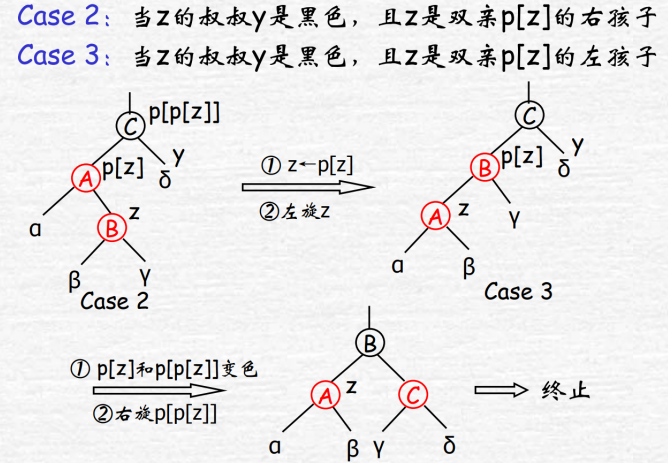 Case 2：当z的叔叔y是黑色，且z是双亲p[z]的右孩子
Case 3：当z的叔叔y是黑色，且z是双亲p[z]的左孩子
C p[p[z]]
A p[z] y
δ
α B z
β γ
Case 2
① z←p[z]
②左旋z
C
B p[z] y
δ
A z γ
α β
Case 3
① p[z]和p[p[z]]变色
②右旋p[p[z]]
B
A z C
α β γ δ
终止